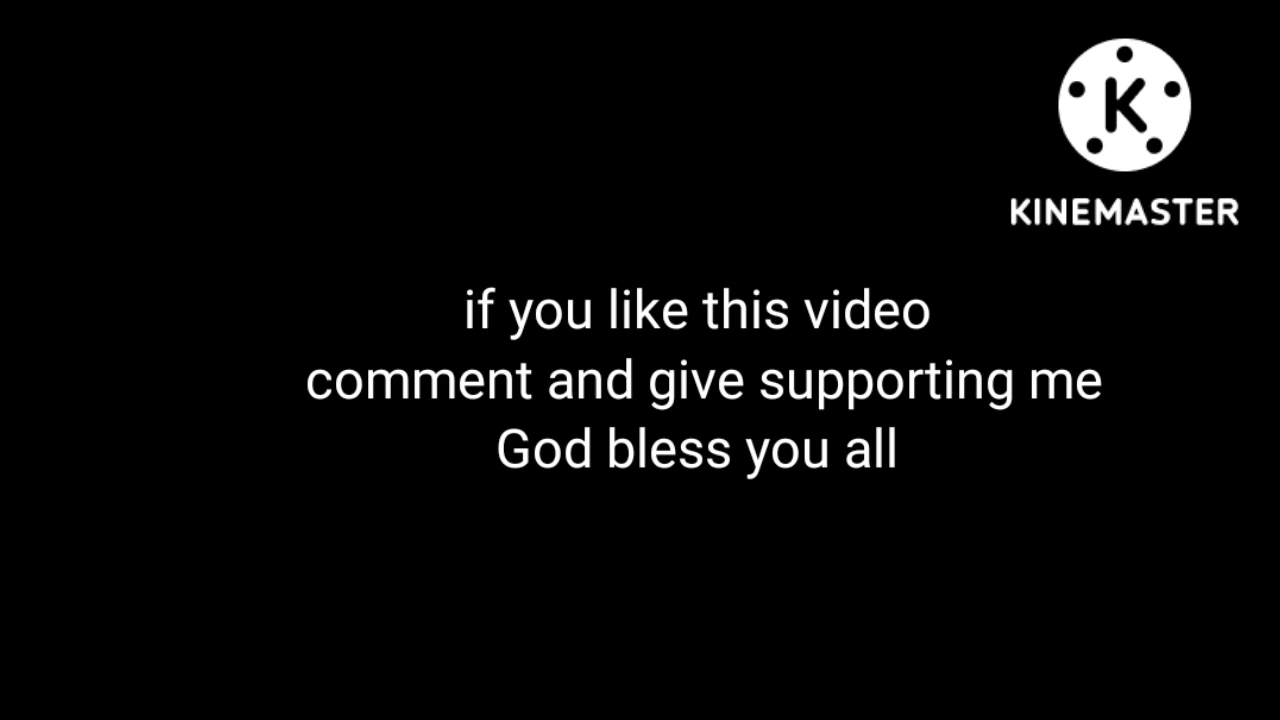 K
KINEMASTER
if you like this video
comment and give supporting me
God bless you all